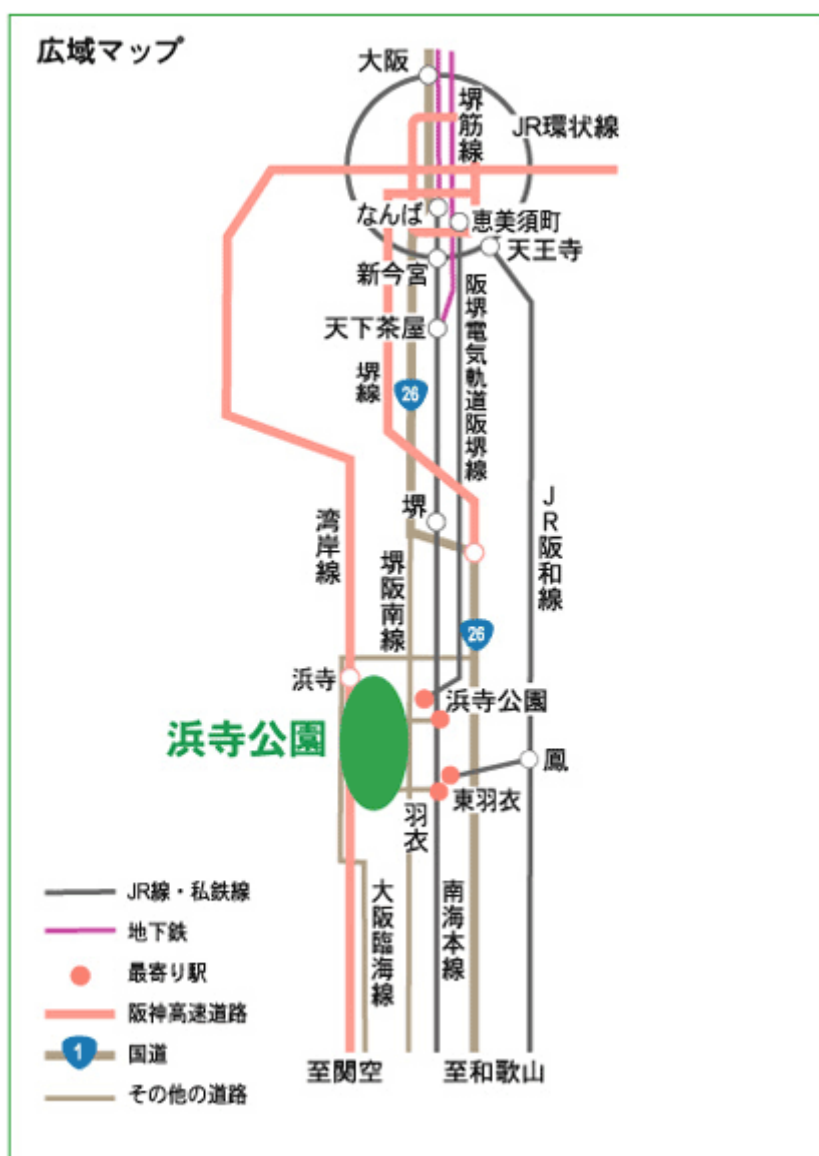 広域マップ
大阪
堺筋線
JR環状線
なんば
恵美須町
天王寺
新今宮
天下茶屋
阪堺電気軌道阪堺線
堺線
26
堺
JR阪和線
湾岸線
堺阪南線
26
浜寺
浜寺公園
浜寺公園
鳳
東羽衣
羽衣
大阪臨海線
南海本線
JR線・私鉄線
地下鉄
最寄り駅
阪神高速道路
1
国道
その他の道路
至関空
至和歌山